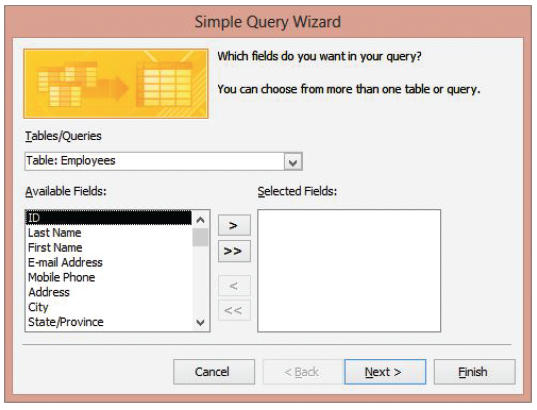 Simple Query Wizard
Which fields do you want in your query?
You can choose from more than one table or query.
Tables/Queries
Table: Employees
Available Fields:
Selected Fields:
ID
Last Name
First Name
E-mail Address
Mobile Phone
Address
City
State/Province
>
>>
<
<<
Cancel
< Back
Next >
Finish